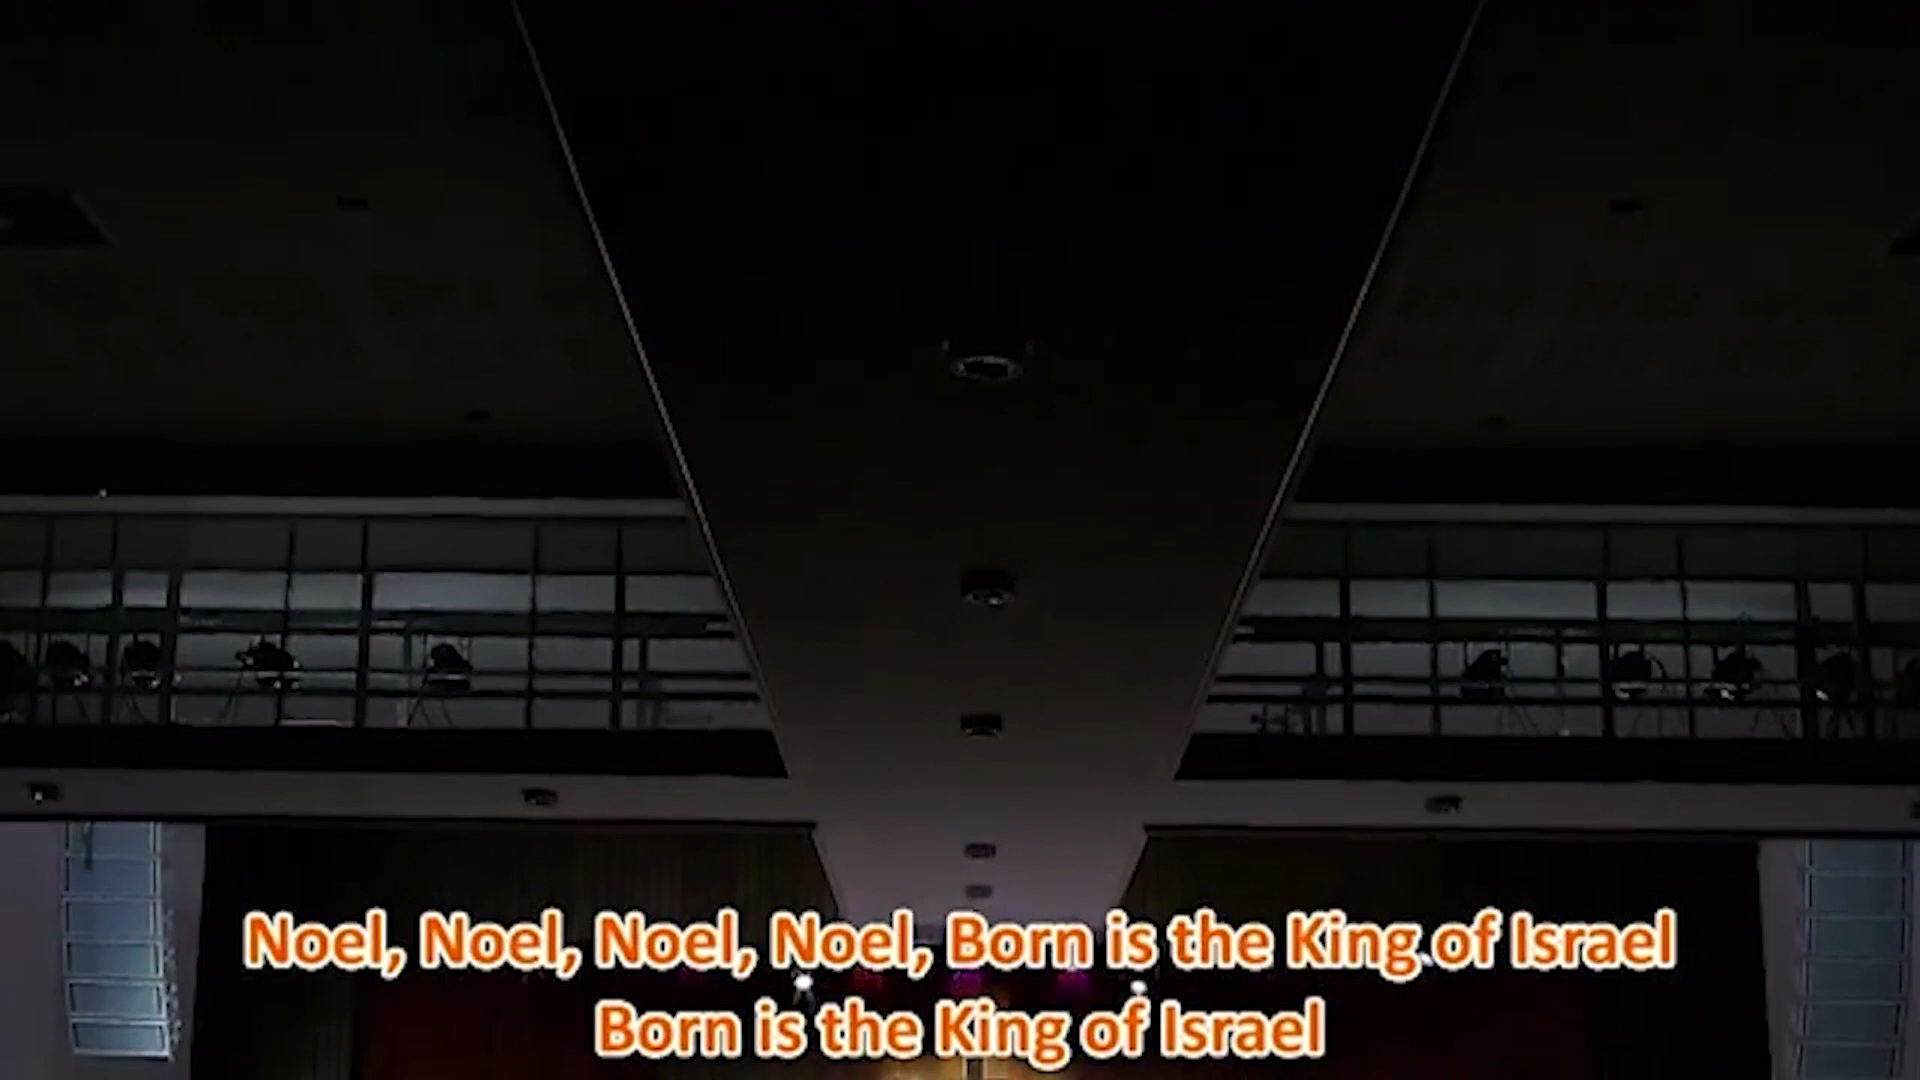 Noel, Noel, Noel, Noel, Born is the King of Israel
Born is the King of Israel